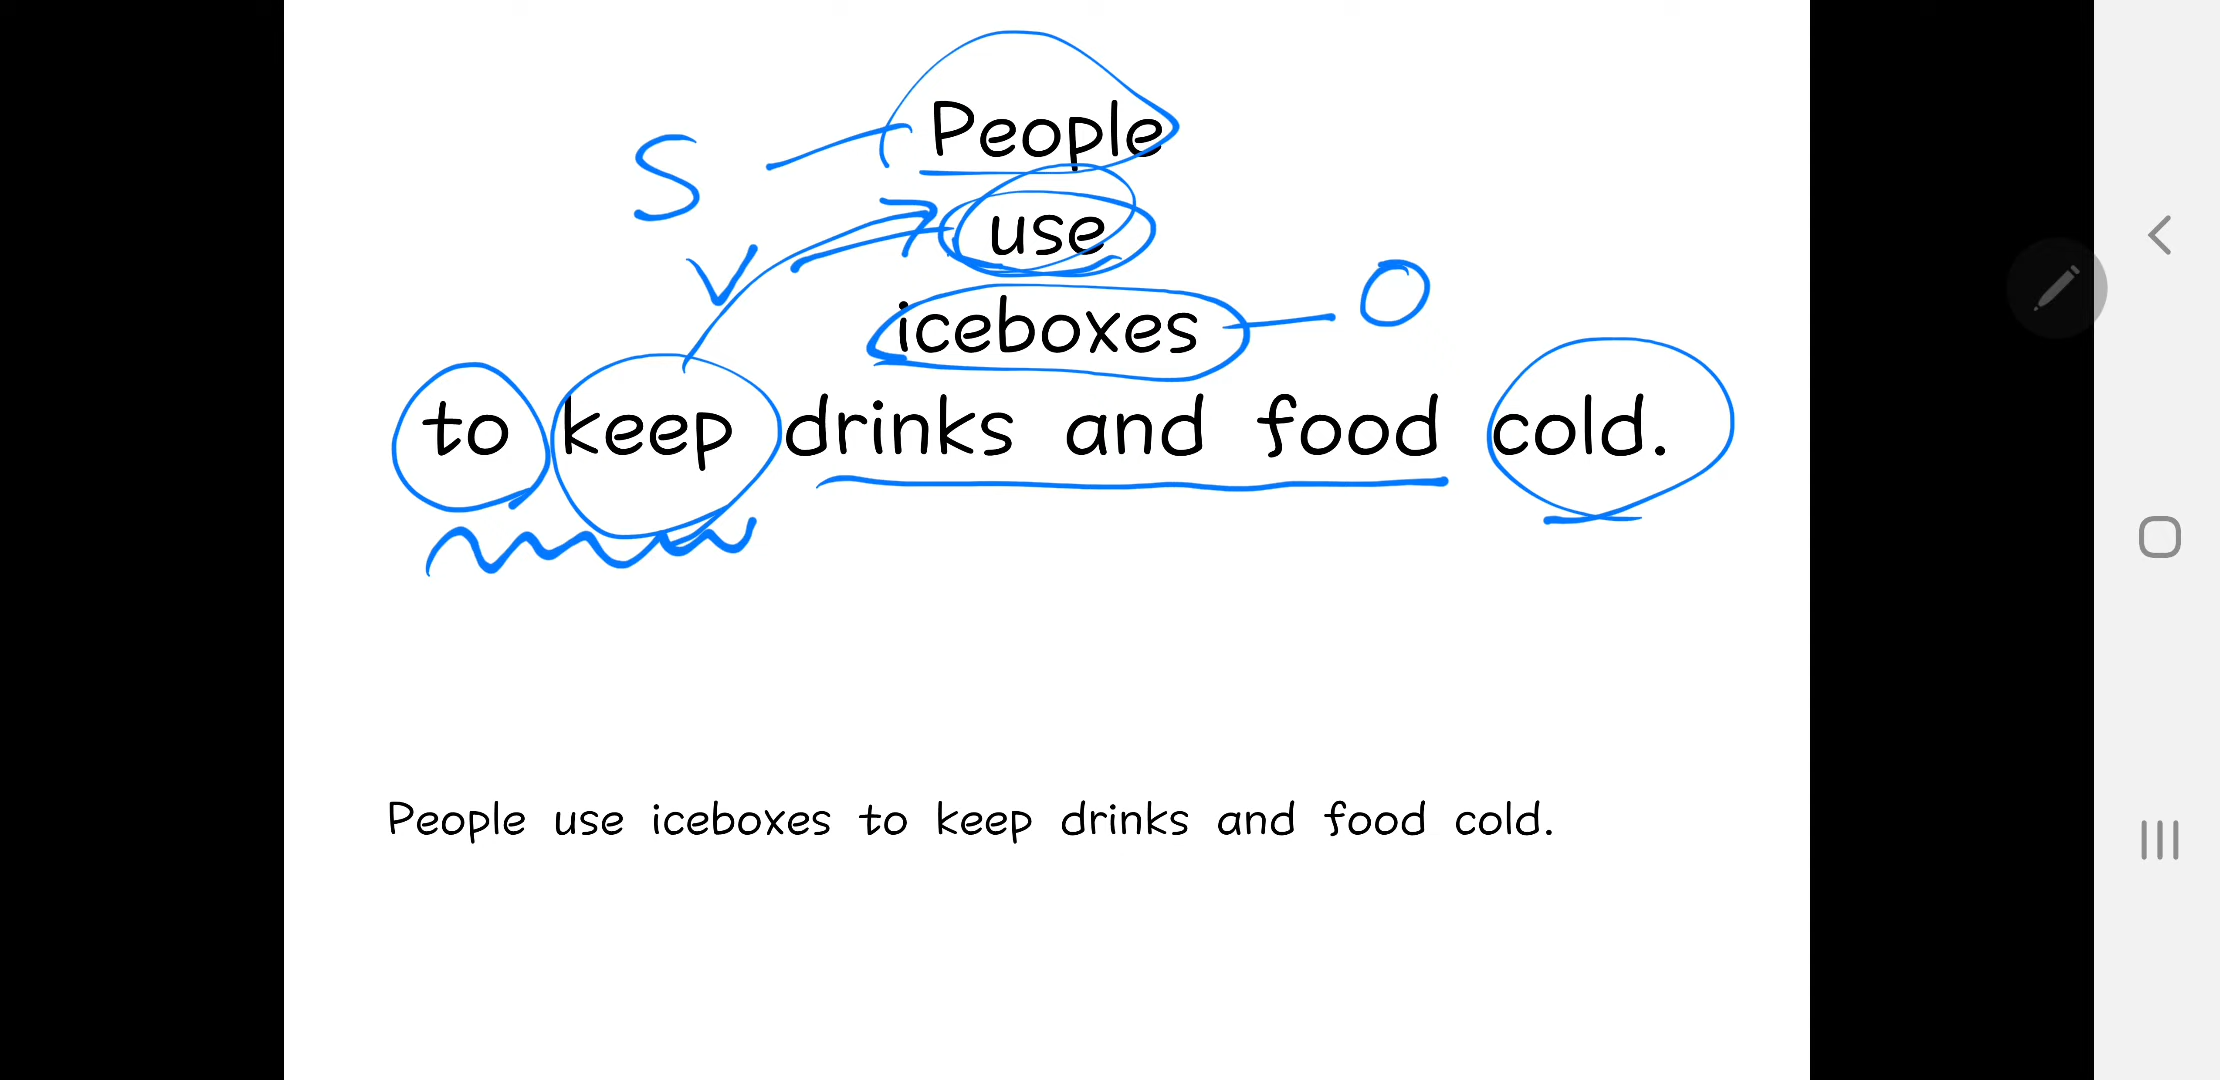 People
S
use
V
iceboxes
O
to keep drinks and food cold.
People use iceboxes to keep drinks and food cold.